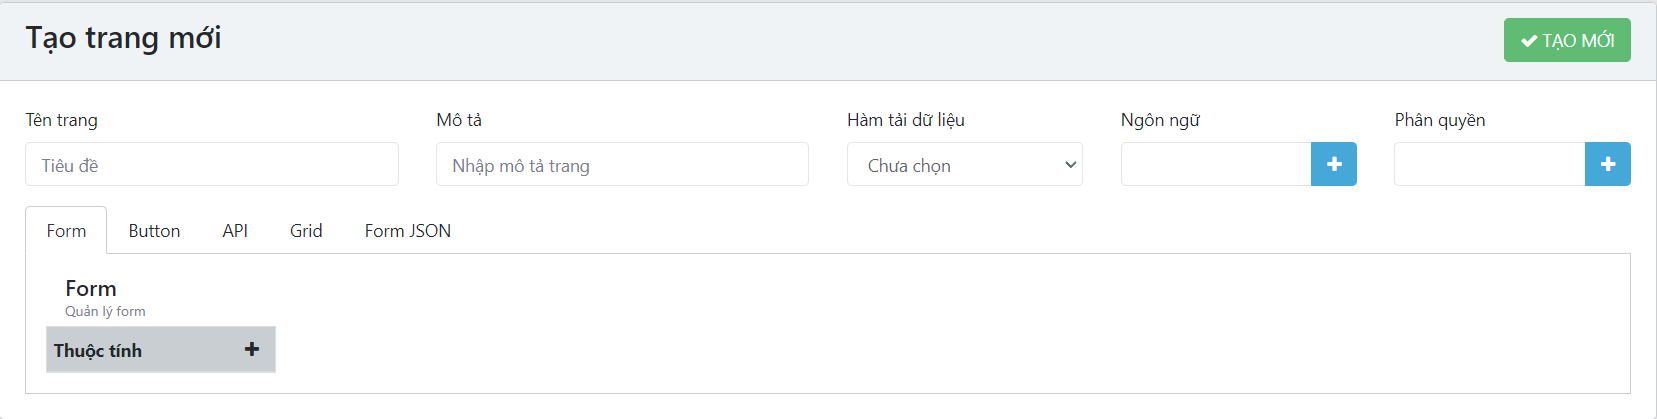 Tạo trang mới
TẠO MỚI
Tên trang
Mô tả
Hàm tải dữ liệu
Ngôn ngữ
Phân quyền
Tiêu đề
Nhập mô tả trang
Chưa chọn
Form
Button
API
Grid
Form JSON
Form
Quản lý form
Thuộc tính